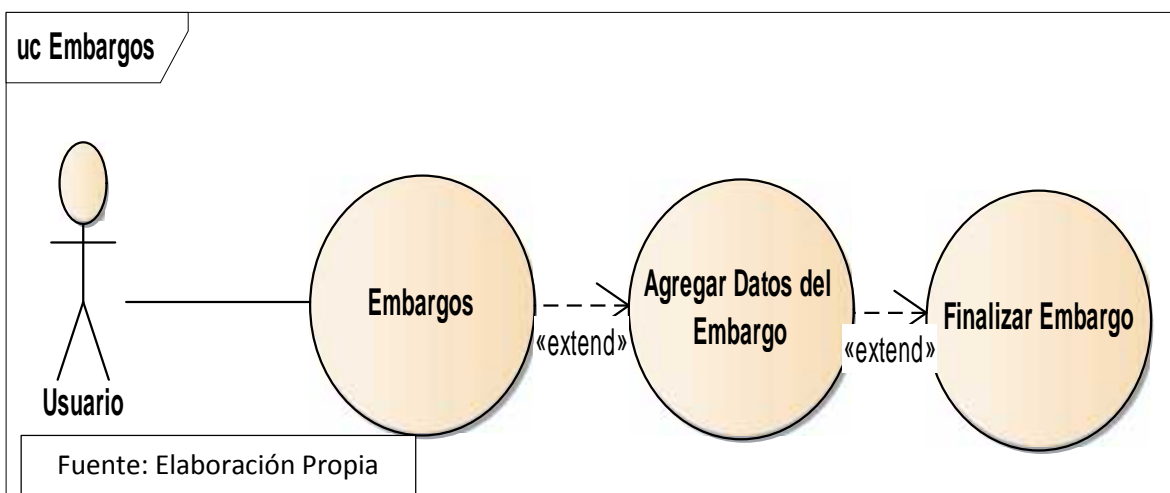 uc Embargos
Embargos
«extend»
Agregar Datos del
Embargo
«extend»
Finalizar Embargo
Usuario
Fuente: Elaboración Propia